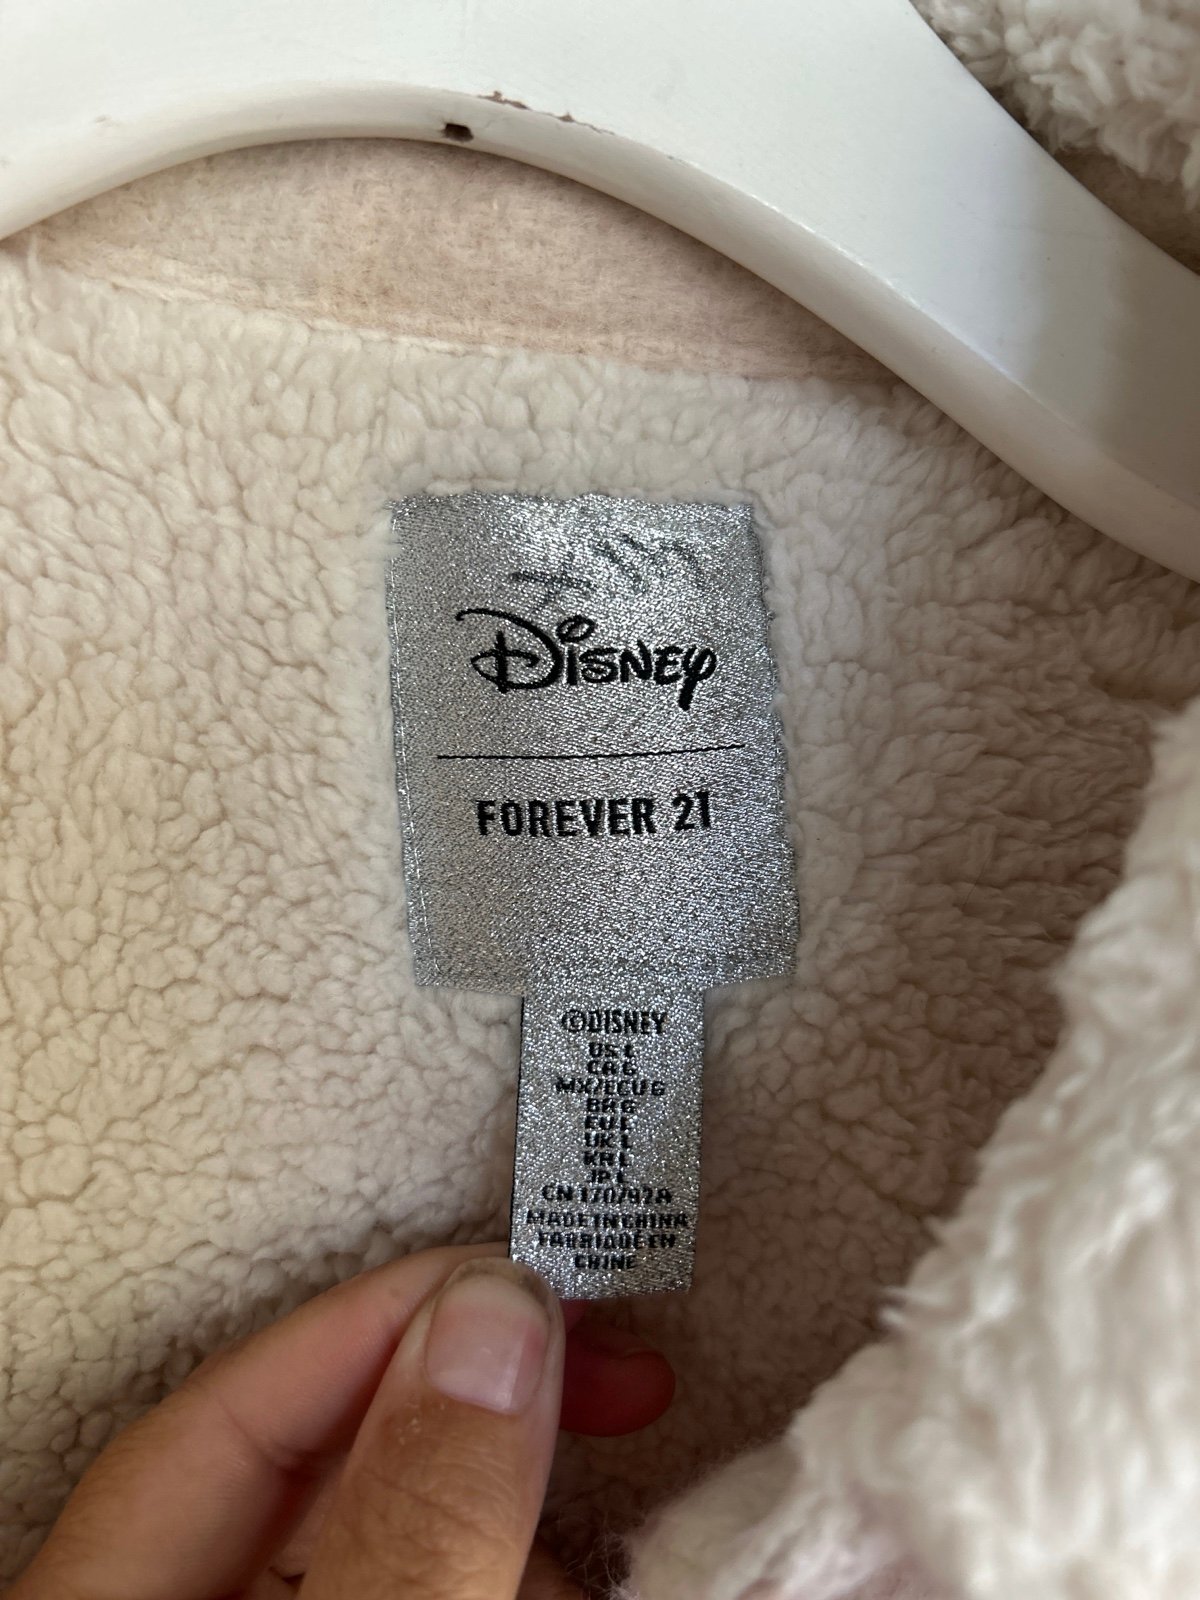 Disney
FOREVER 21
©DISNEY
US L
CA G
MX/ECU G
BR G
EU L
UK L
KR L
JP L
CN 170/92A
MADE IN CHINA
FABRIQUÉ EN
CHINE